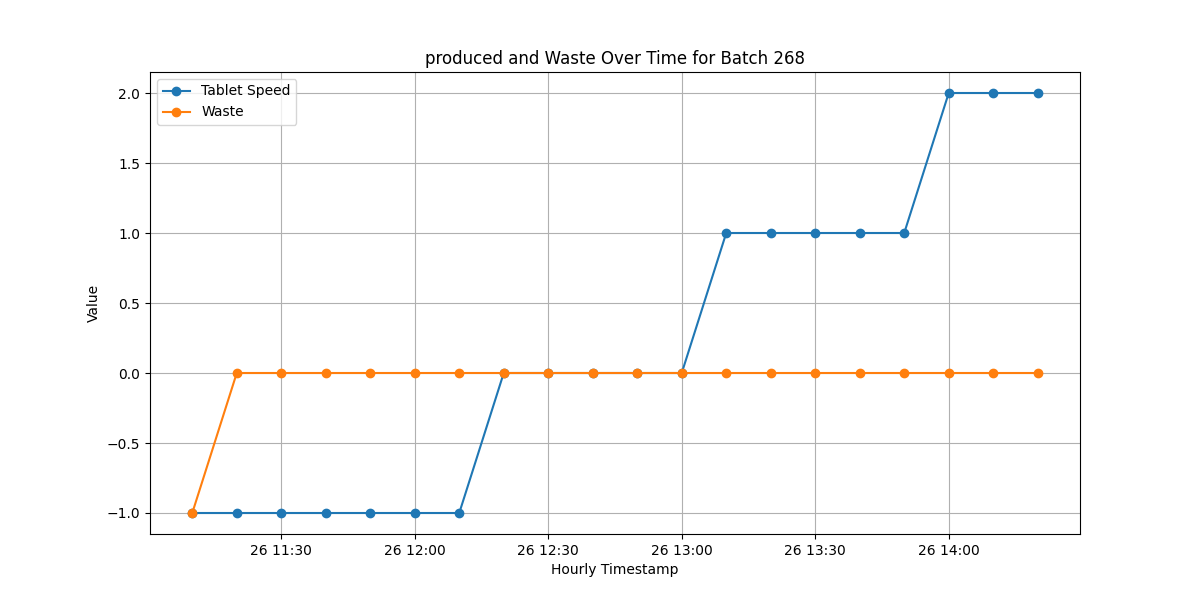 produced and Waste Over Time for Batch 268
Tablet Speed
Waste
Value
2.0
1.5
1.0
0.5
0.0
−0.5
−1.0
26 11:30 26 12:00 26 12:30 26 13:00 26 13:30 26 14:00
Hourly Timestamp